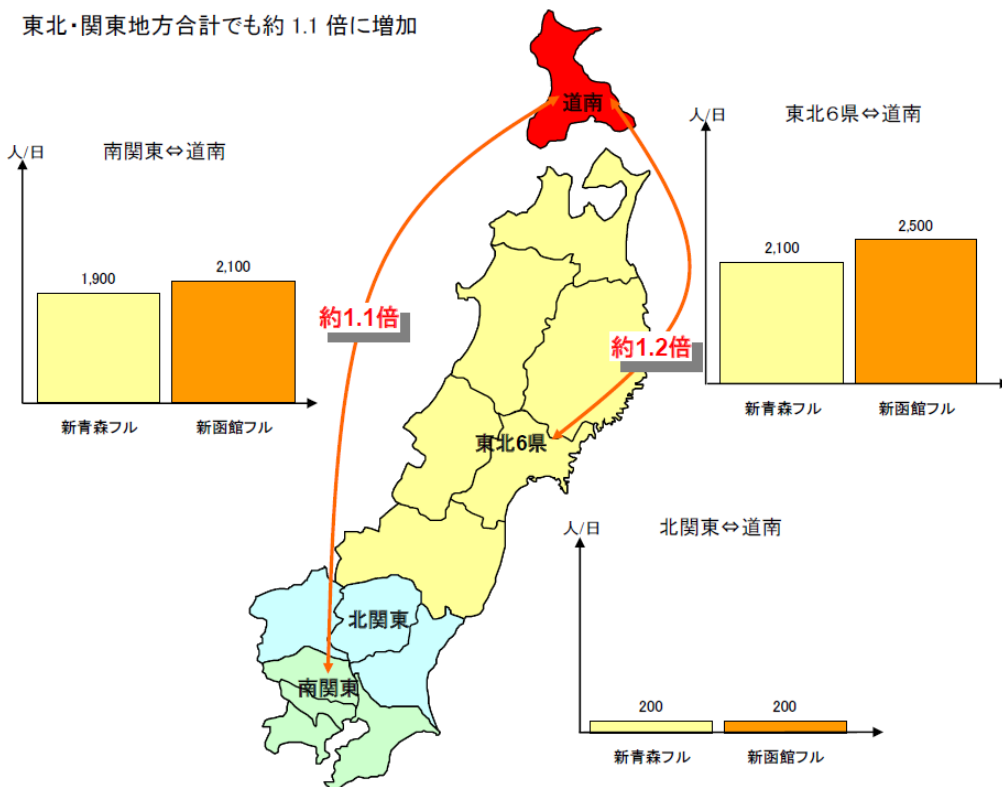 東北・関東地方合計でも約 1.1 倍に増加
道南
人/日
南関東⇔道南
1,900
2,100
新青森フル
新函館フル
人/日
東北６県⇔道南
2,100
2,500
新青森フル
新函館フル
約1.1倍
約1.2倍
東北6県
北関東
南関東
人/日
北関東⇔道南
200
200
新青森フル
新函館フル